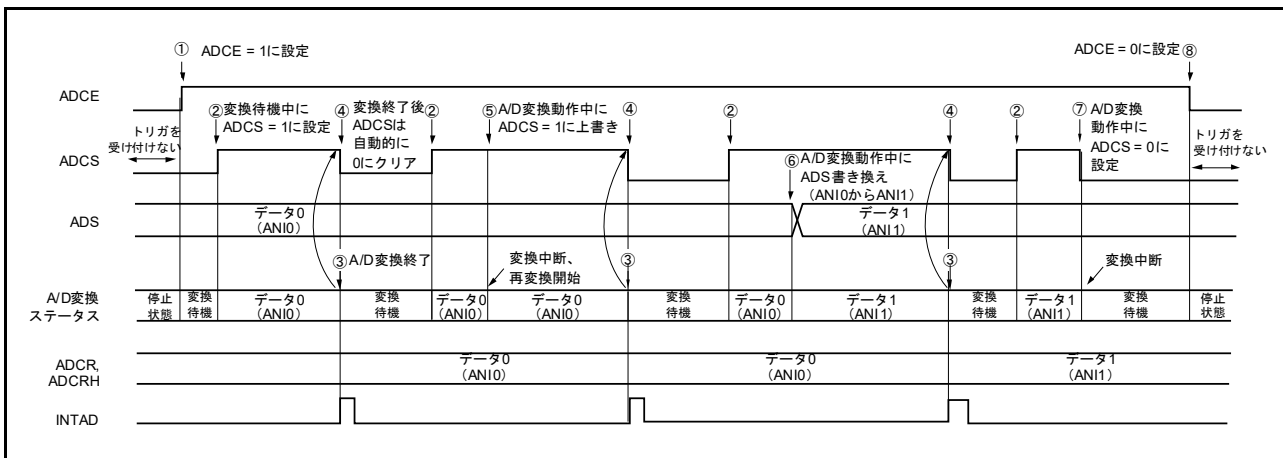 ① ADCE = 1に設定
ADCE = 0に設定 ⑧
ADCE
②変換待機中に
ADCS = 1に設定
④ 変換終了後
ADCSは
自動的に
0にクリア
②
⑤ A/D変換動作中に
ADCS = 1に上書き
④
②
④
②
⑦ A/D変換
動作中に
ADCS = 0に
設定
トリガを
受け付けない
トリガを
受け付けない
ADCS
⑥ A/D変換動作中に
ADS書き換え
(ANI0からANI1)
ADS
データ0
(ANI0)
データ1
(ANI1)
③A/D変換終了
変換中断、
再変換開始
③
③
変換中断
A/D変換
ステータス
停止
状態
変換
待機
データ0
(ANI0)
変換
待機
データ0
(ANI0)
データ0
(ANI0)
変換
待機
データ0
(ANI0)
データ1
(ANI1)
変換
待機
データ1
(ANI1)
変換
待機
停止
状態
ADCR,
ADCRH
データ0
(ANI0)
データ0
(ANI0)
データ1
(ANI1)
INTAD